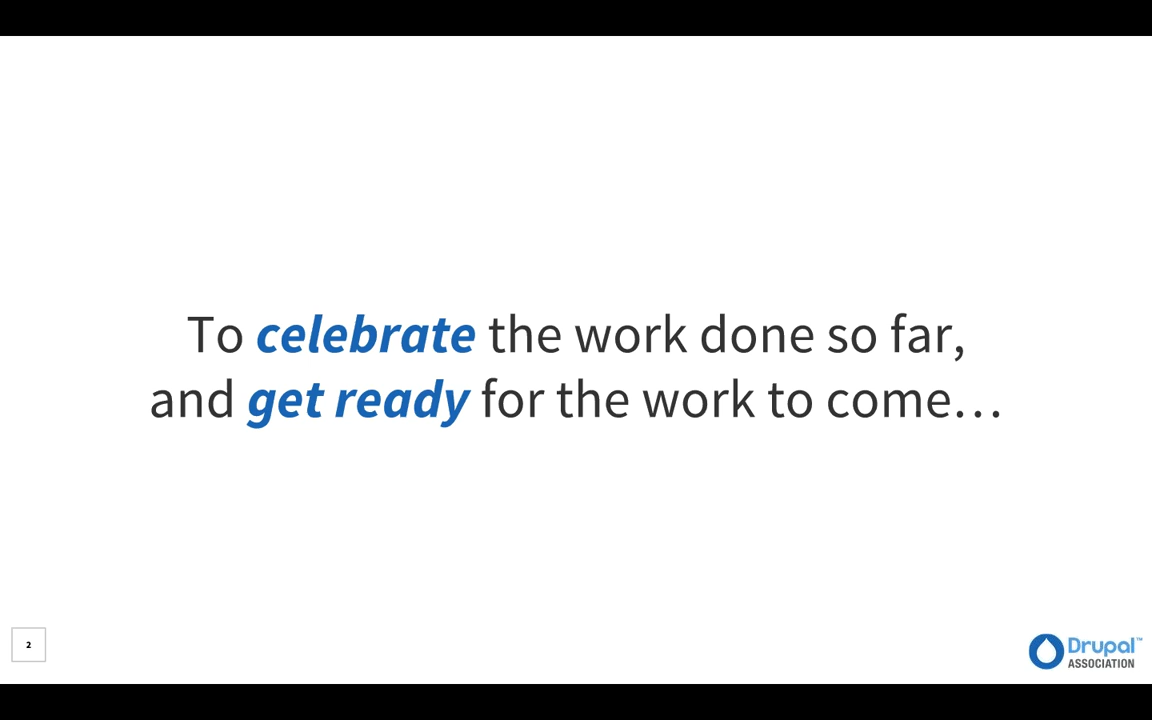 To celebrate the work done so far,
and get ready for the work to come…
2
Drupal™
ASSOCIATION